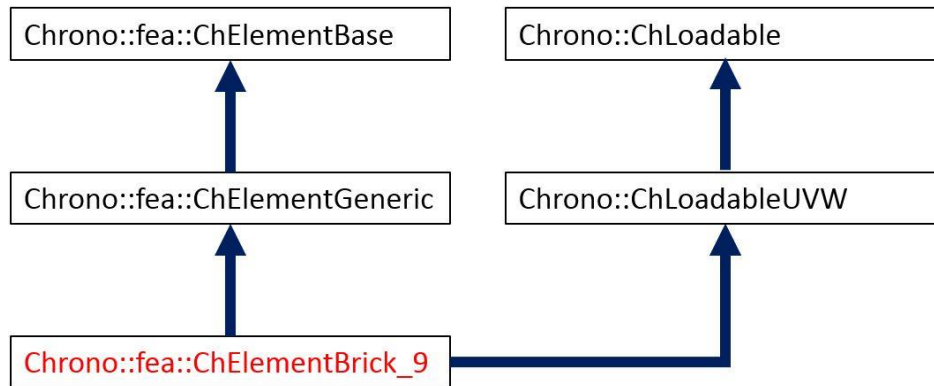 Chrono::fea::ChElementBase
Chrono::ChLoadable
Chrono::fea::ChElementGeneric
Chrono::ChLoadableUVW
Chrono::fea::ChElementBrick_9